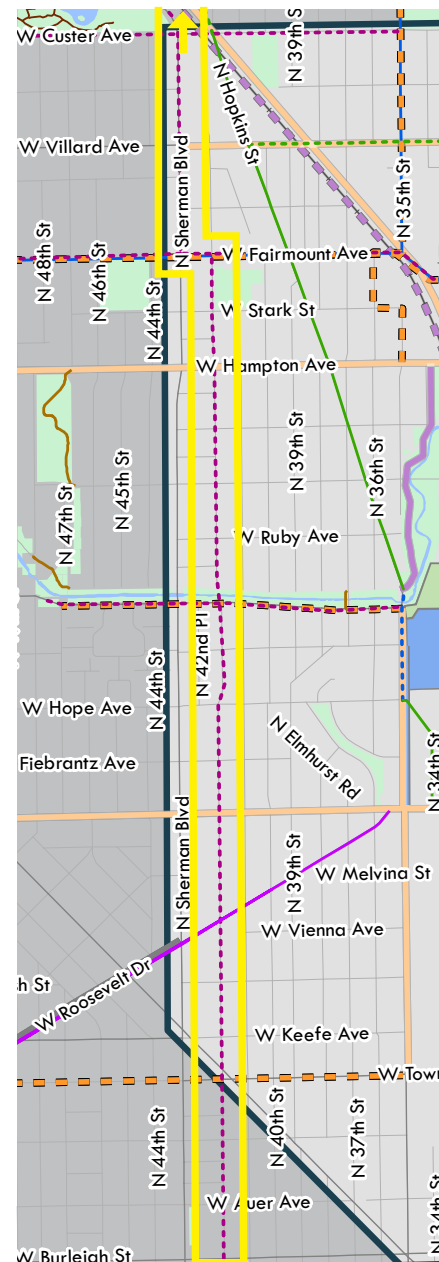 W Custer Ave
N 39th S
N Hopkins St
W Villard Ave
N Sherman Blvd
N 35th St
N 48th St
N 46th St
N 44th St
W Fairmount Ave
W Stark St
W Hampton Ave
N 47th St
N 45th St
N 39th St
N 36th St
W Ruby Ave
N 42nd Pl
N 44th St
W Hope Ave
N Elmhurst Rd
Fiebrantz Ave
N 34th St
N Sherman Blvd
N 39th St
W Melvina St
W Vienna Ave
h St
W Roosevelt Dr
W Keefe Ave
W Town
N 44th St
N 40th St
N 37th St
N 34th St
W Auer Ave
W Burleigh St